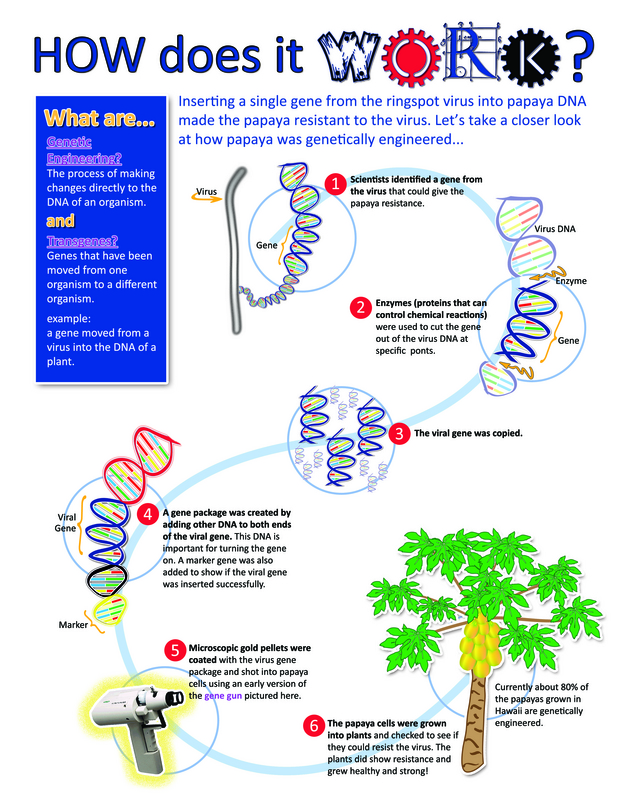 HOW does it WORK?
What are...
Genetic
Engineering?
The process of making
changes directly to the
DNA of an organism.
and
Transgenes?
Genes that have been
moved from one
organism to a different
organism.
example:
a gene moved from a
virus into the DNA of a
plant.
Inserting a single gene from the ringspot virus into papaya DNA
made the papaya resistant to the virus. Let's take a closer look
at how papaya was genetically engineered...
Virus
Gene
1 Scientists identified a gene from
the virus that could give the
papaya resistance.
Virus DNA
Enzyme
Gene
2 Enzymes (proteins that can
control chemical reactions)
were used to cut the gene
out of the virus DNA at
specific ponts.
3 The viral gene was copied.
Viral
Gene
Marker
4 A gene package was created by
adding other DNA to both ends
of the viral gene. This DNA is
important for turning the gene
on. A marker gene was also
added to show if the viral gene
was inserted successfully.
5 Microscopic gold pellets were
coated with the virus gene
package and shot into papaya
cells using an early version of
the gene gun pictured here.
6 The papaya cells were grown
into plants and checked to see if
they could resist the virus. The
plants did show resistance and
grew healthy and strong!
Currently about 80% of
the papayas grown in
Hawaii are genetically
engineered.